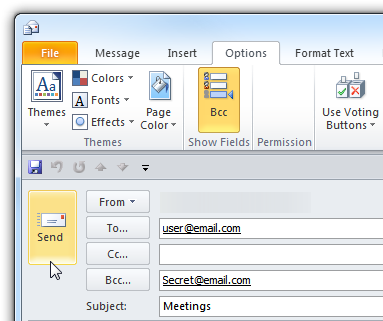 File Message Insert Options Format Text
Aa Colors Fonts Effects Themes Page Color Bcc Use Voting Buttons
Themes Show Fields Permission
From
Send To... user@email.com
Cc...
Bcc... Secret@email.com
Subject: Meetings